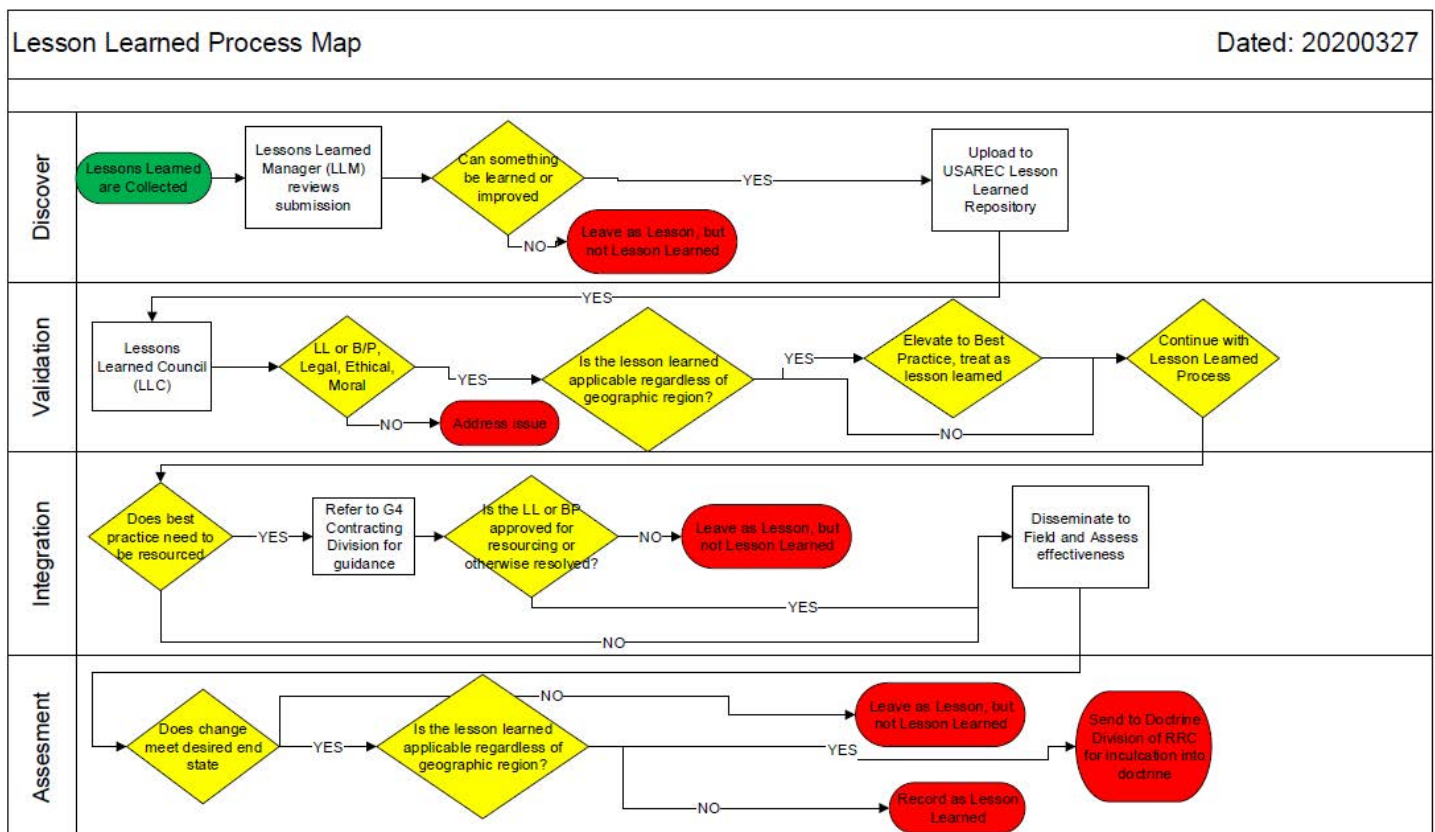 Lesson Learned Process Map
Dated: 20200327
Discover
Lessons Learned
are Collected
Lessons Learned
Manager (LLM)
reviews
submission
Can something
be learned or
improved
YES
Upload to
USAREC Lesson
Learned
Repository
NO
Leave as Lesson, but
not Lesson Learned
YES
Validation
Lessons
Learned Council
(LLC)
LL or B/P,
Legal, Ethical,
Moral
YES
NO
Address issue
Is the lesson learned
applicable regardless of
geographic region?
YES
Elevate to Best
Practice, treat as
lesson learned
NO
Continue with
Lesson Learned
Process
Integration
Does best
practice need to
be resourced
YES
Refer to G4
Contracting
Division for
guidance
Is the LL or BP
approved for
resourcing or
otherwise resolved?
NO
Leave as Lesson, but
not Lesson Learned
YES
NO
Disseminate to
Field and Assess
effectiveness
Assesment
Does change
meet desired end
state
NO
YES
Is the lesson learned
applicable regardless of
geographic region?
Leave as Lesson, but
not Lesson Learned
YES
Send to Doctrine
Division of RRC
for inculcation into
doctrine
NO
Record as Lesson
Learned